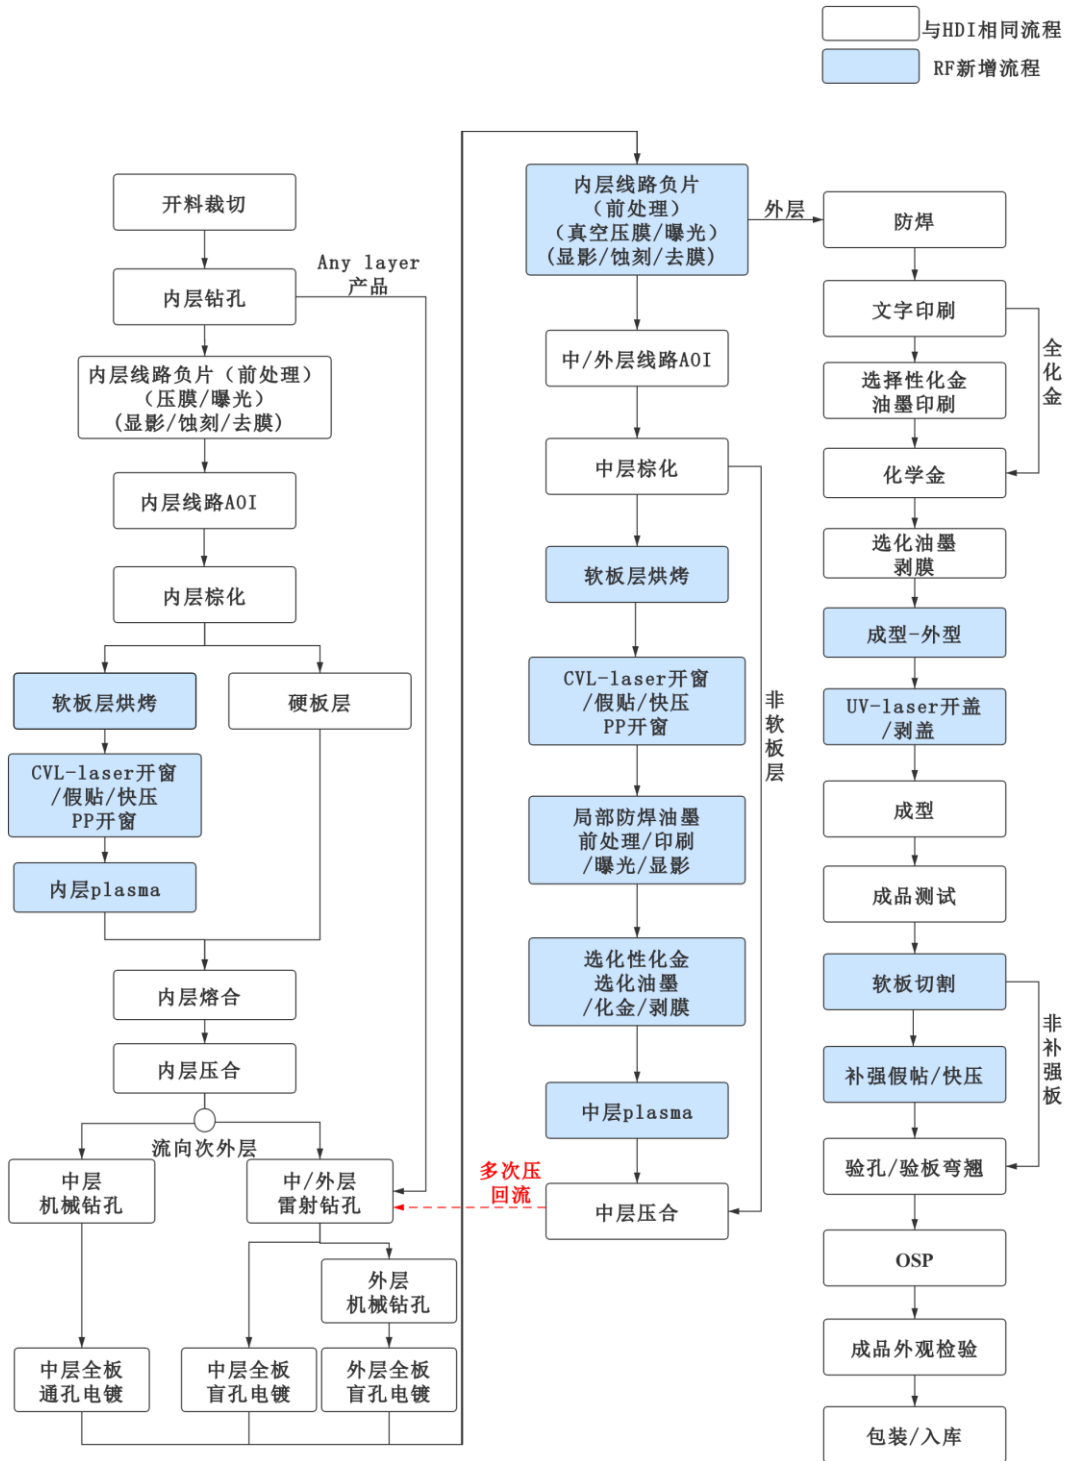 与HDI相同流程
RF新增流程
开料裁切
内层钻孔
Any layer
产品
内层线路负片（前处理）
（压膜/曝光）
(显影/蚀刻/去膜)
内层线路AOI
内层棕化
软板层烘烤
硬板层
CVL-laser开窗
/假贴/快压
PP开窗
内层plasma
内层熔合
内层压合
流向次外层
中层
机械钻孔
中/外层
雷射钻孔
外层
机械钻孔
中层全板
通孔电镀
中层全板
盲孔电镀
外层全板
盲孔电镀
内层线路负片
（前处理）
（真空压膜/曝光）
(显影/蚀刻/去膜)
外层
中/外层线路AOI
中层棕化
软板层烘烤
CVL-laser开窗
/假贴/快压
PP开窗
非
软
板
层
局部防焊油墨
前处理/印刷
/曝光/显影
选化性化金
选化油墨
/化金/剥膜
中层plasma
中层压合
多次压
回流
防焊
文字印刷
全
化
金
选择性化金
油墨印刷
化学金
选化油墨
剥膜
成型-外型
UV-laser开盖
/剥盖
成型
成品测试
软板切割
非
补
强
板
补强假帖/快压
验孔/验板弯翘
OSP
成品外观检验
包装/入库